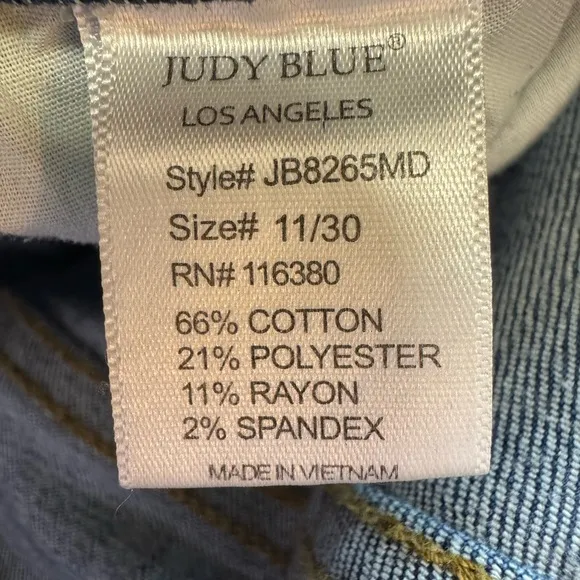 JUDY BLUE®
LOS ANGELES
Style# JB8265MD
Size# 11/30
RN# 116380
66% COTTON
21% POLYESTER
11% RAYON
2% SPANDEX
MADE IN VIETNAM